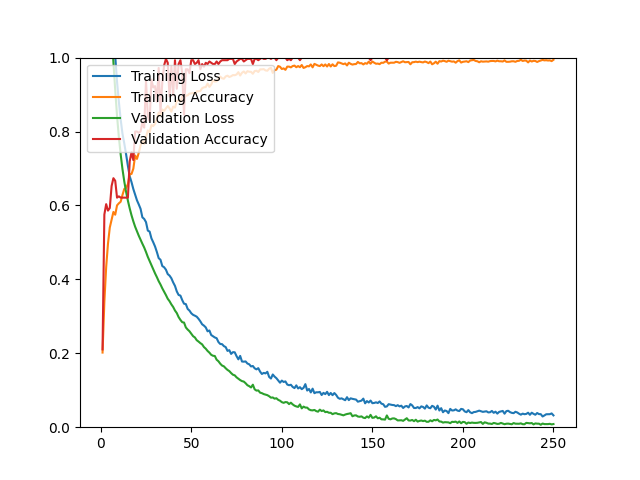 1.0
0.8
0.6
0.4
0.2
0.0
Training Loss
Training Accuracy
Validation Loss
Validation Accuracy
0 50 100 150 200 250